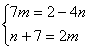 7m = 2 − 4n
n + 7 = 2m